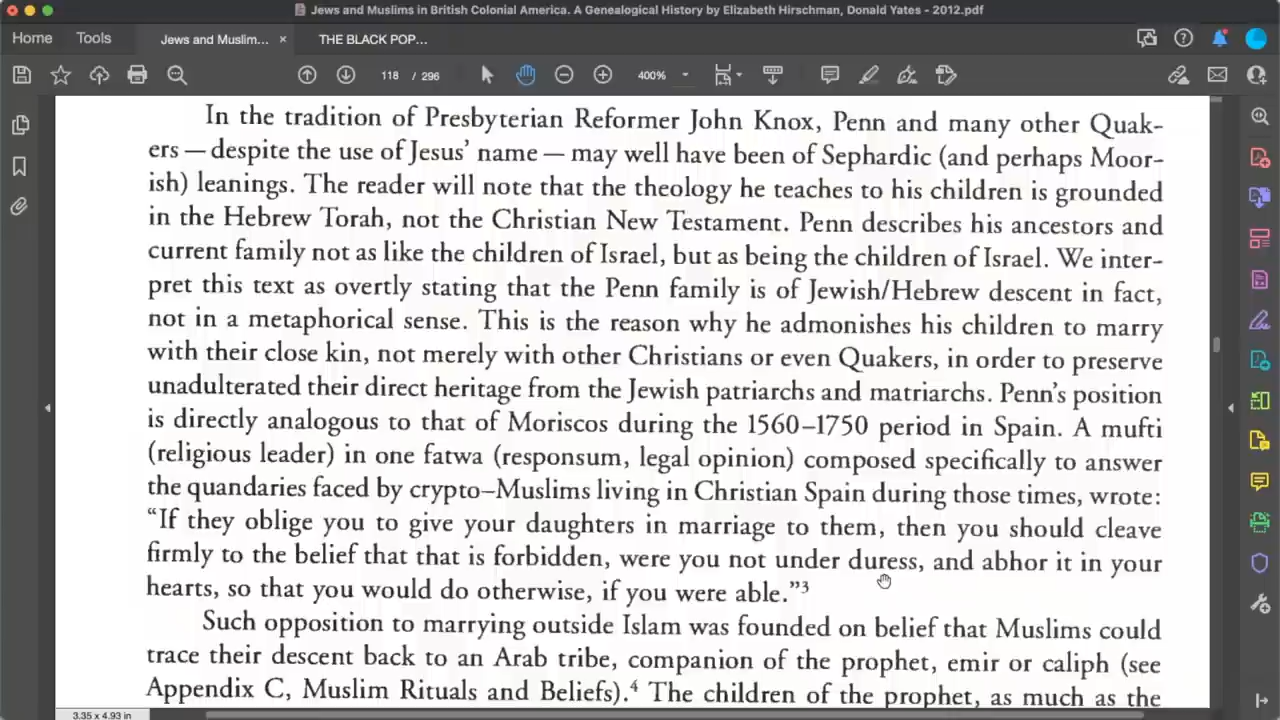 Jews and Muslims in British Colonial America. A Genealogical History by Elizabeth Hirschman, Donald Yates - 2012.pdf
Home Tools Jews and Muslim... × THE BLACK POP...
118 / 296 400%
In the tradition of Presbyterian Reformer John Knox, Penn and many other Quak-
ers — despite the use of Jesus’ name — may well have been of Sephardic (and perhaps Moor-
ish) leanings. The reader will note that the theology he teaches to his children is grounded
in the Hebrew Torah, not the Christian New Testament. Penn describes his ancestors and
current family not as like the children of Israel, but as being the children of Israel. We inter-
pret this text as overtly stating that the Penn family is of Jewish/Hebrew descent in fact,
not in a metaphorical sense. This is the reason why he admonishes his children to marry
with their close kin, not merely with other Christians or even Quakers, in order to preserve
unadulterated their direct heritage from the Jewish patriarchs and matriarchs. Penn’s position
is directly analogous to that of Moriscos during the 1560–1750 period in Spain. A mufti
(religious leader) in one fatwa (responsum, legal opinion) composed specifically to answer
the quandaries faced by crypto–Muslims living in Christian Spain during those times, wrote:
“If they oblige you to give your daughters in marriage to them, then you should cleave
firmly to the belief that that is forbidden, were you not under duress, and abhor it in your
hearts, so that you would do otherwise, if you were able.”3
Such opposition to marrying outside Islam was founded on belief that Muslims could
trace their descent back to an Arab tribe, companion of the prophet, emir or caliph (see
Appendix C, Muslim Rituals and Beliefs).4 The children of the prophet, as much as the
3.35 x 4.93 in